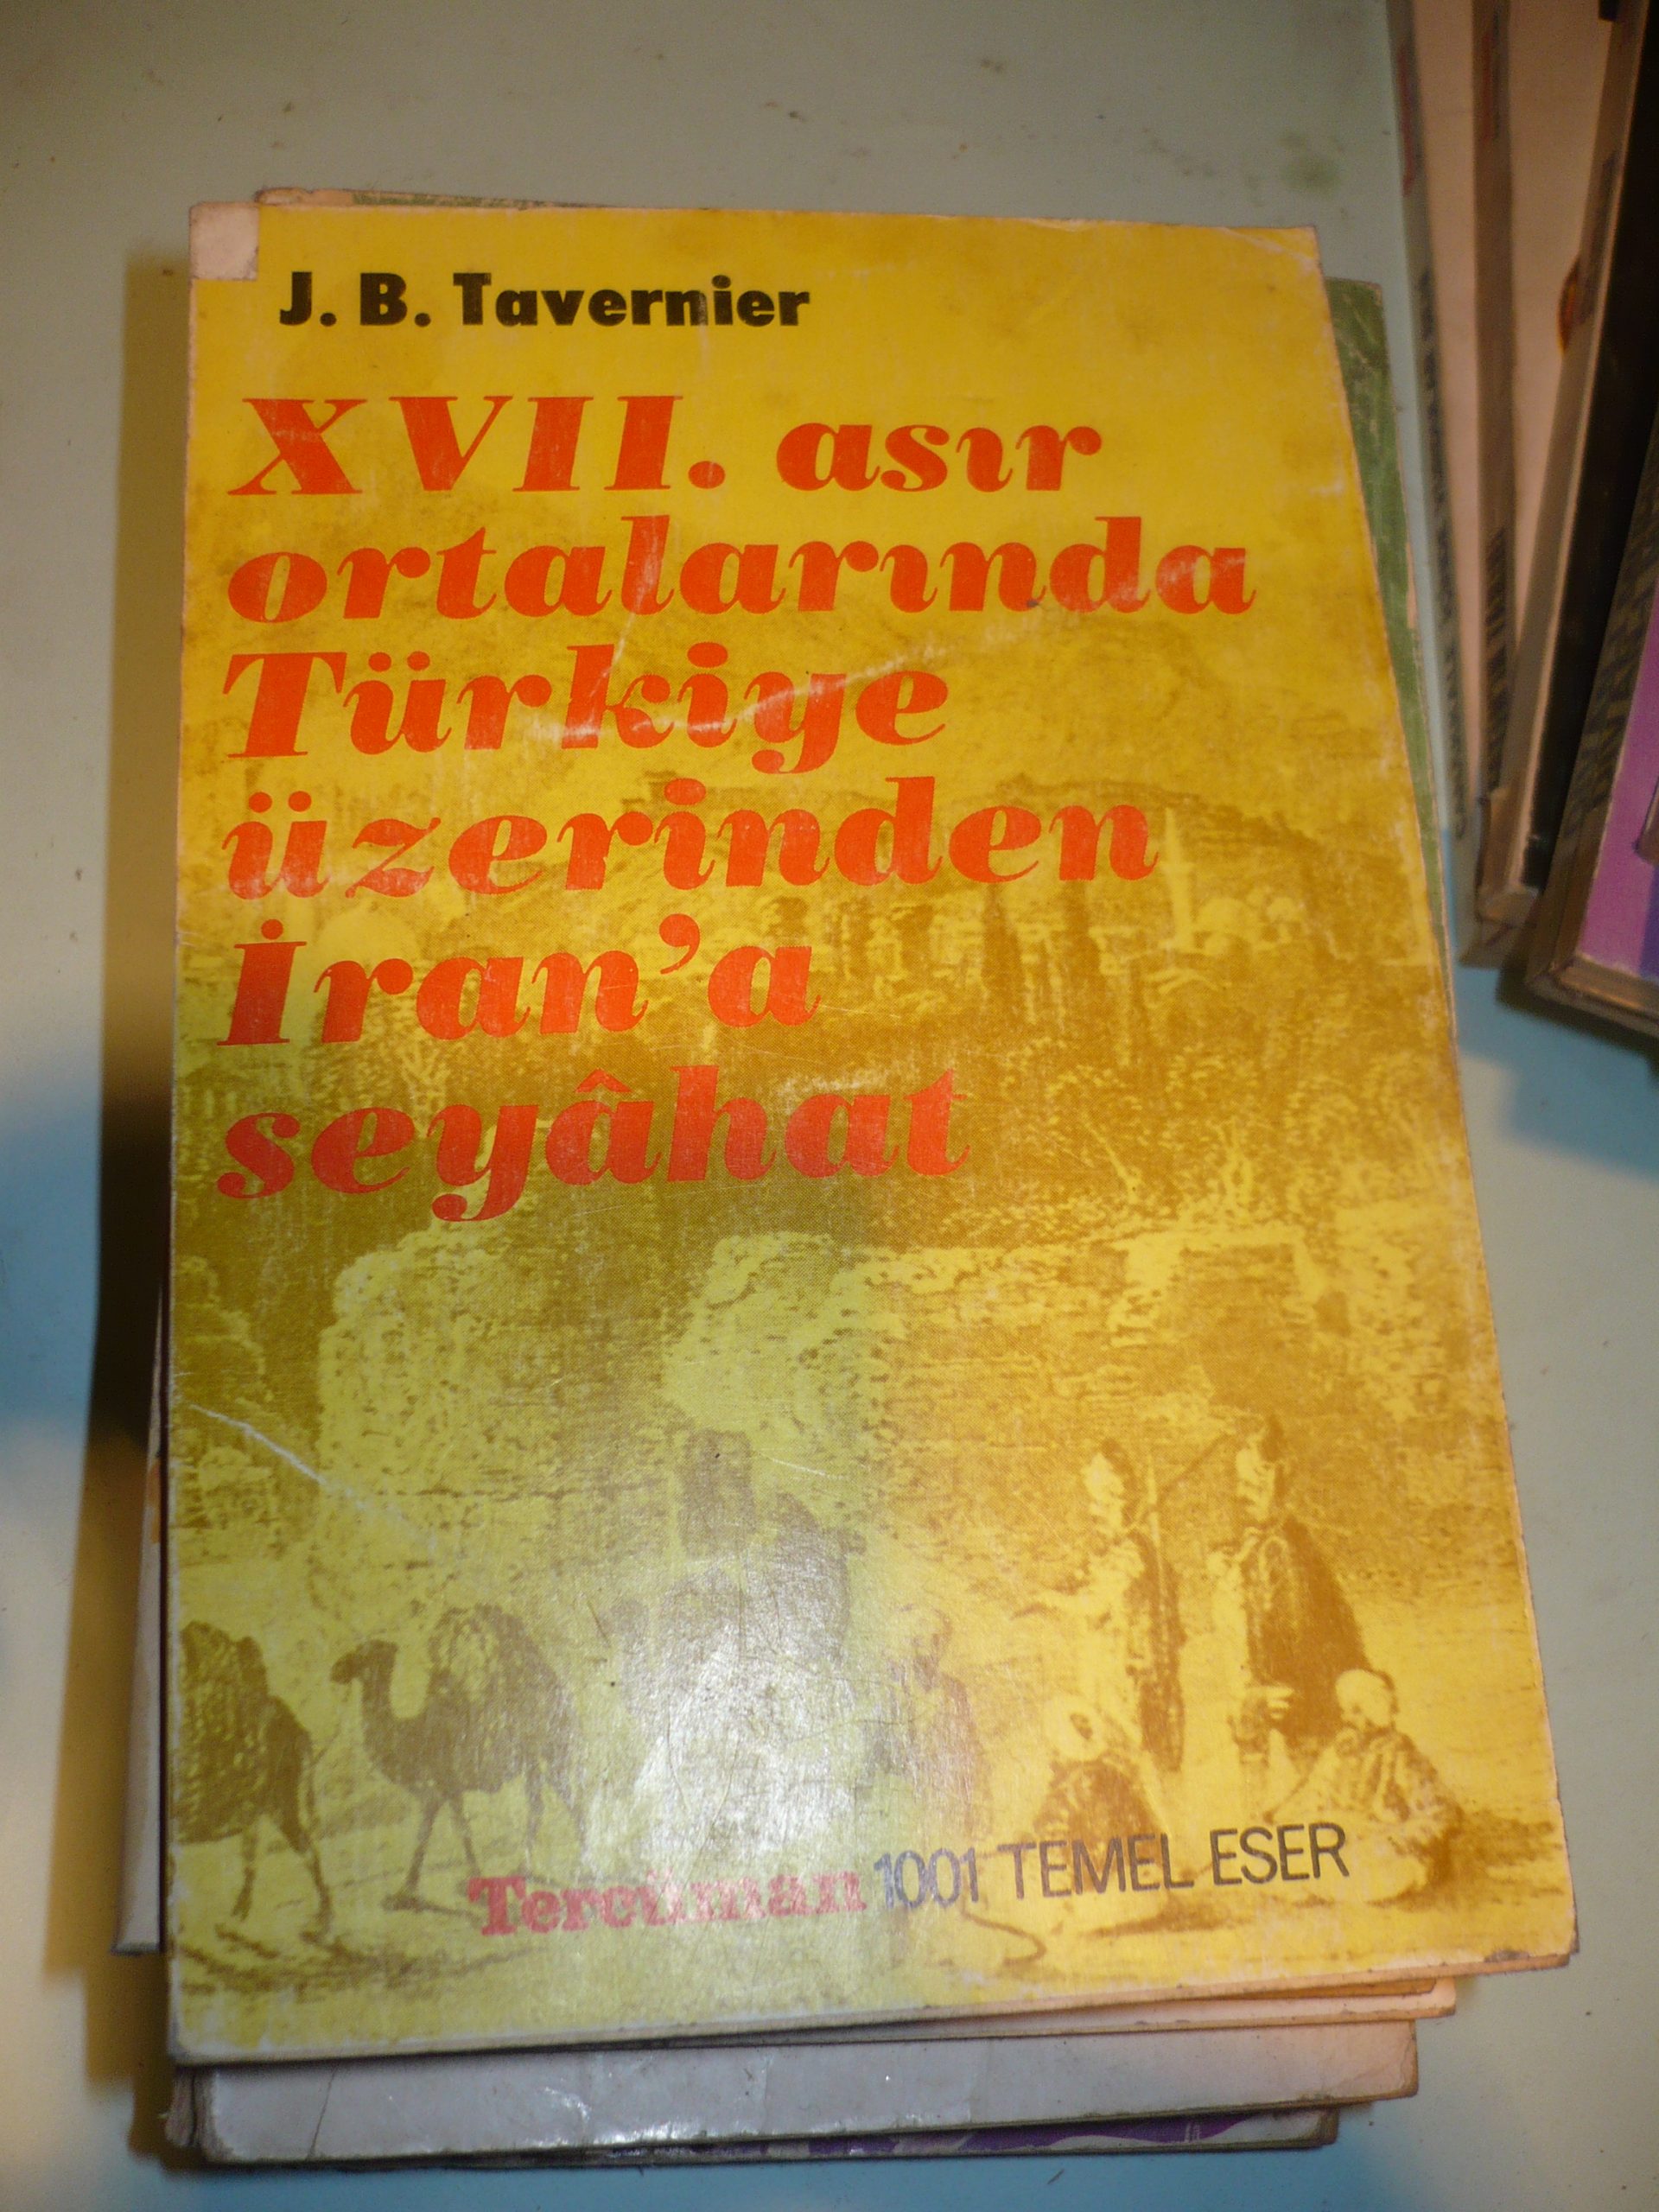 J. B. Tavernier
XVII. asır
ortalarında
Türkiye
üzerinden
İran'a
seyâhat
Tercüman 1001 TEMEL ESER